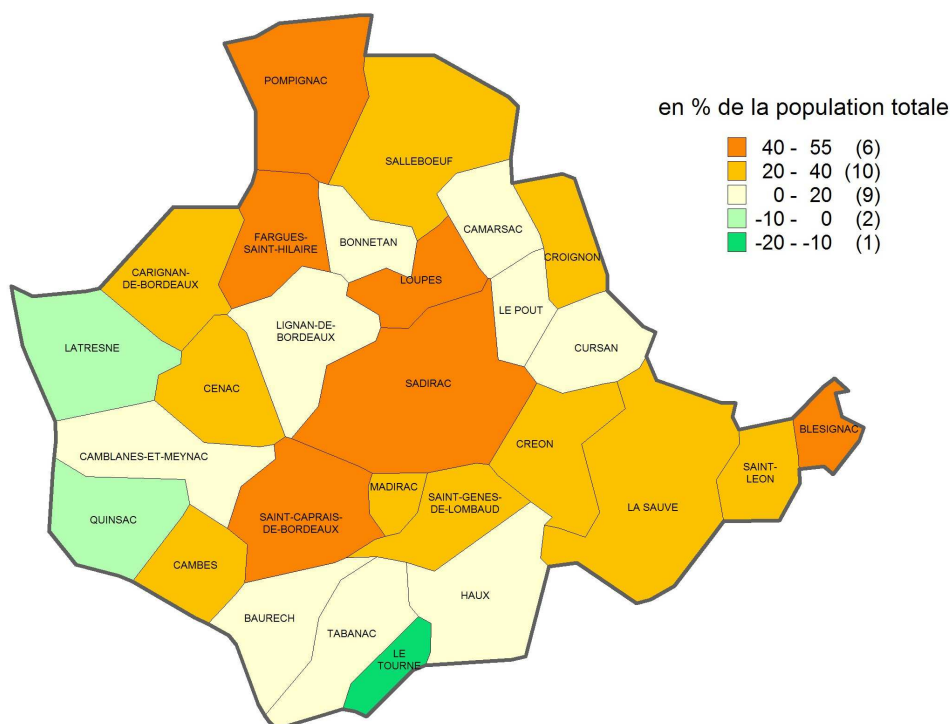 POMPIGNAC
en % de la population totale
40 - 55 (6)
20 - 40 (10)
0 - 20 (9)
-10 - 0 (2)
-20 - -10 (1)
SALLEBOEUF
CAMARSAC
FARGUES-
SAINT-HILAIRE
BONNETAN
CROIGNON
CARIGNAN-
DE-BORDEAUX
LOUPES
LE POUT
LIGNAN-DE-
BORDEAUX
LATRESNE
CURSAN
CENAC
SADIRAC
BLESIGNAC
CREON
CAMBLANES-ET-MEYNAC
SAINT-
LEON
MADIRAC
SAINT-GENES-
DE-LOMBAUD
LA SAUVE
QUINSAC
SAINT-CAPRAIS-
DE-BORDEAUX
CAMBES
HAUX
BAURECH
TABANAC
LE
TOURNE